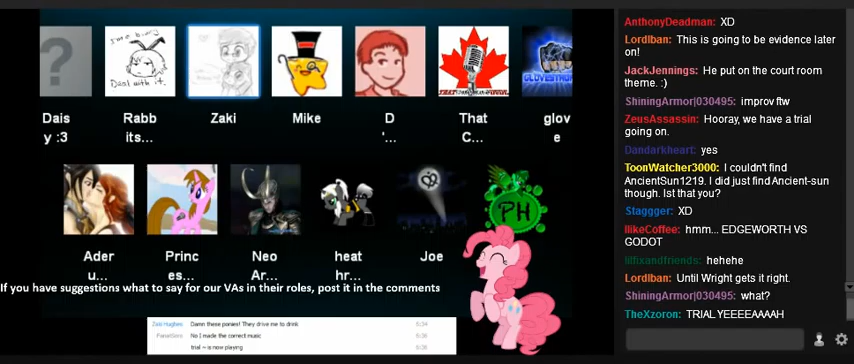 I'm a bunny
Deal with it.
Dais
y :3
Rabb
its...
Zaki
Mike
D
'...
That
C...
glov
e
PH
Ader
u...
Princ
es...
Neo
Ar...
heat
hr...
Joe
If you have suggestions what to say for our VAs in their roles, post it in the comments
Zaki Hughes Damn these ponies! They drive me to drink
No I made the correct music
trial ~ is now playing
AnthonyDeadman: XD
LordIban: This is going to be evidence later
on!
JackJennings: He put on the court room
theme. :)
ShiningArmor|030495: improv ftw
ZeusAssassin: Hooray, we have a trial
going on.
Dandarkheart: yes
ToonWatcher3000: I couldn't find
AncientSun1219. I did just find Ancient-sun
though. Ist that you?
Staggger: XD
IlikeCoffee: hmm... EDGEWORTH VS
GODOT
lilfixandfriends: hehehe
LordIban: Until Wright gets it right.
ShiningArmor|030495: what?
TheXzoron: TRIAL YEEEEAAAAH